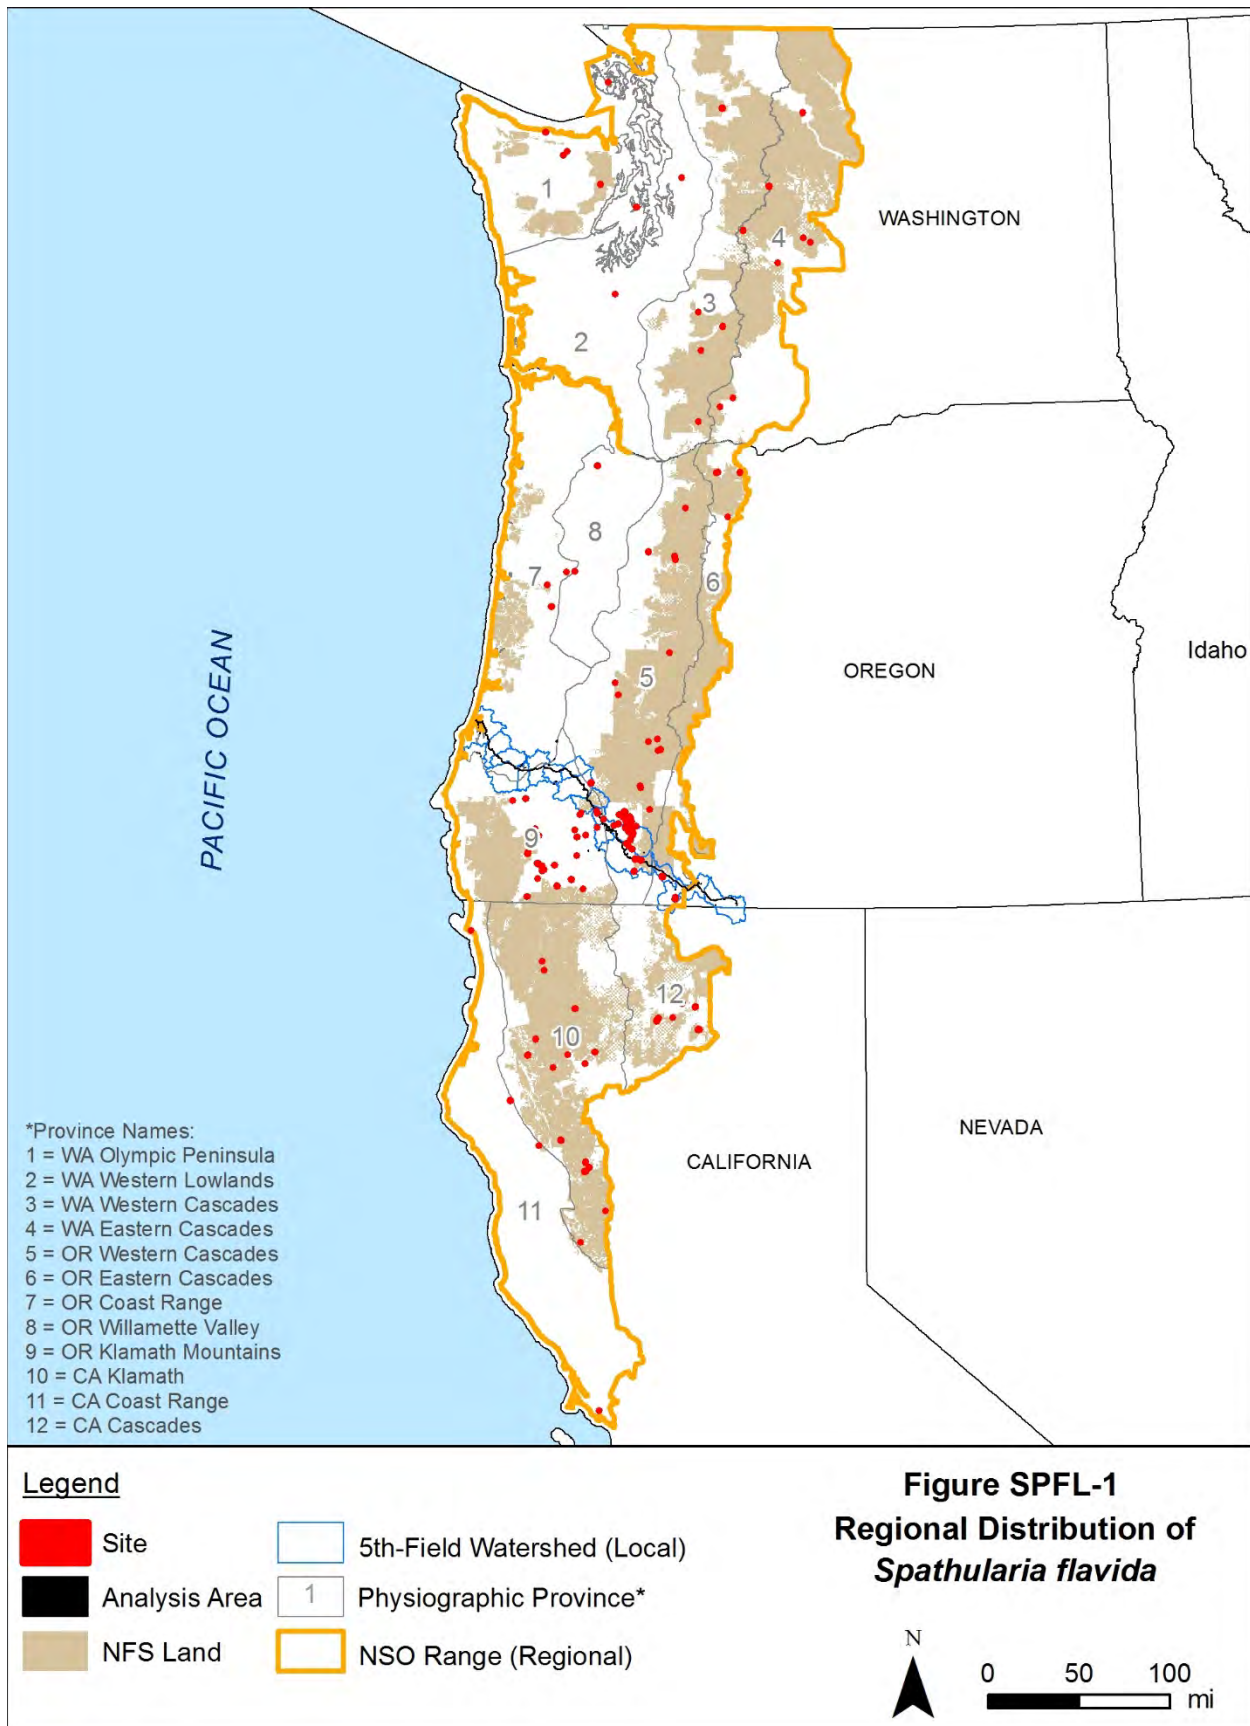 1
WASHINGTON
4
3
2
8
7
6
Idaho
OREGON
5
PACIFIC OCEAN
9
12
10
NEVADA
CALIFORNIA
11
*Province Names:
1 = WA Olympic Peninsula
2 = WA Western Lowlands
3 = WA Western Cascades
4 = WA Eastern Cascades
5 = OR Western Cascades
6 = OR Eastern Cascades
7 = OR Coast Range
8 = OR Willamette Valley
9 = OR Klamath Mountains
10 = CA Klamath
11 = CA Coast Range
12 = CA Cascades
Legend
Site
Analysis Area
NFS Land
5th-Field Watershed (Local)
1 Physiographic Province*
NSO Range (Regional)
Figure SPFL-1
Regional Distribution of
Spathularia flavida
N
0 50 100
mi